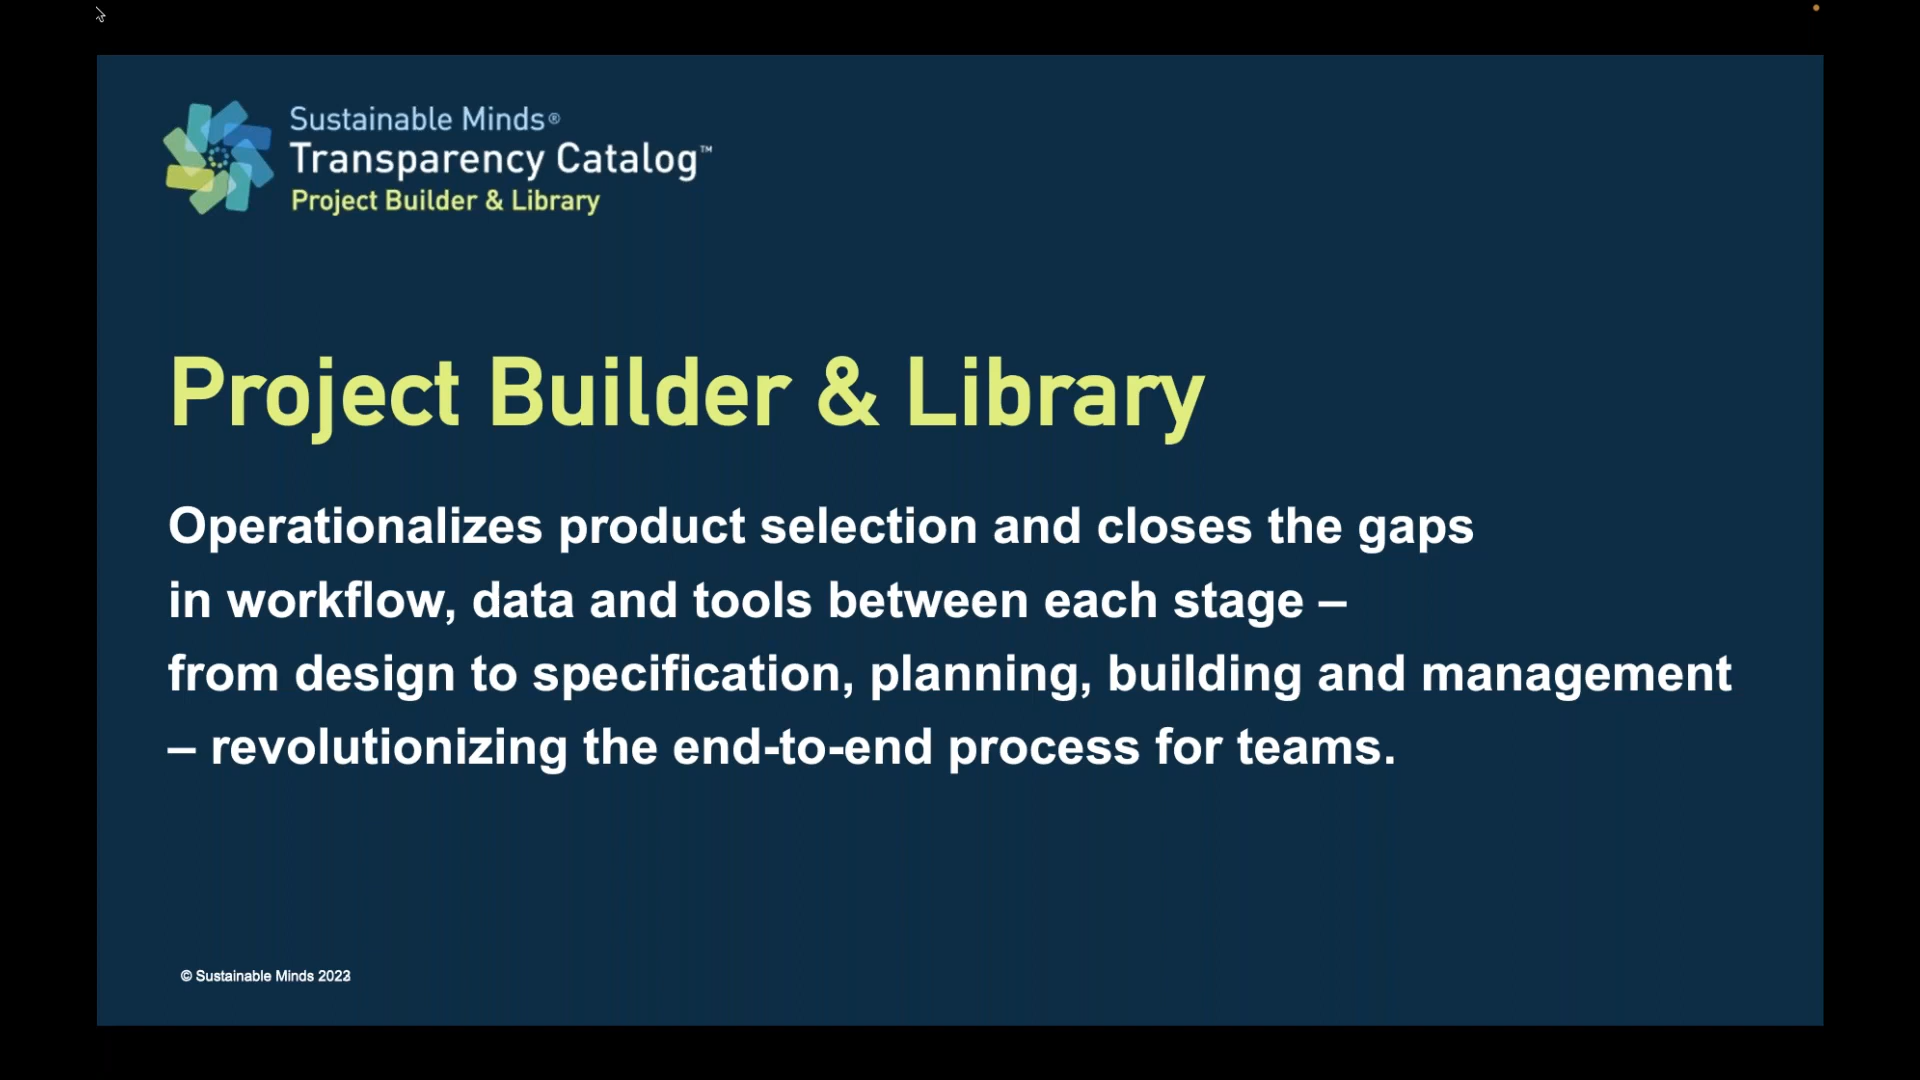 Sustainable Minds®
Transparency Catalog™
Project Builder & Library
Project Builder & Library
Operationalizes product selection and closes the gaps
in workflow, data and tools between each stage –
from design to specification, planning, building and management
– revolutionizing the end-to-end process for teams.
© Sustainable Minds 2023